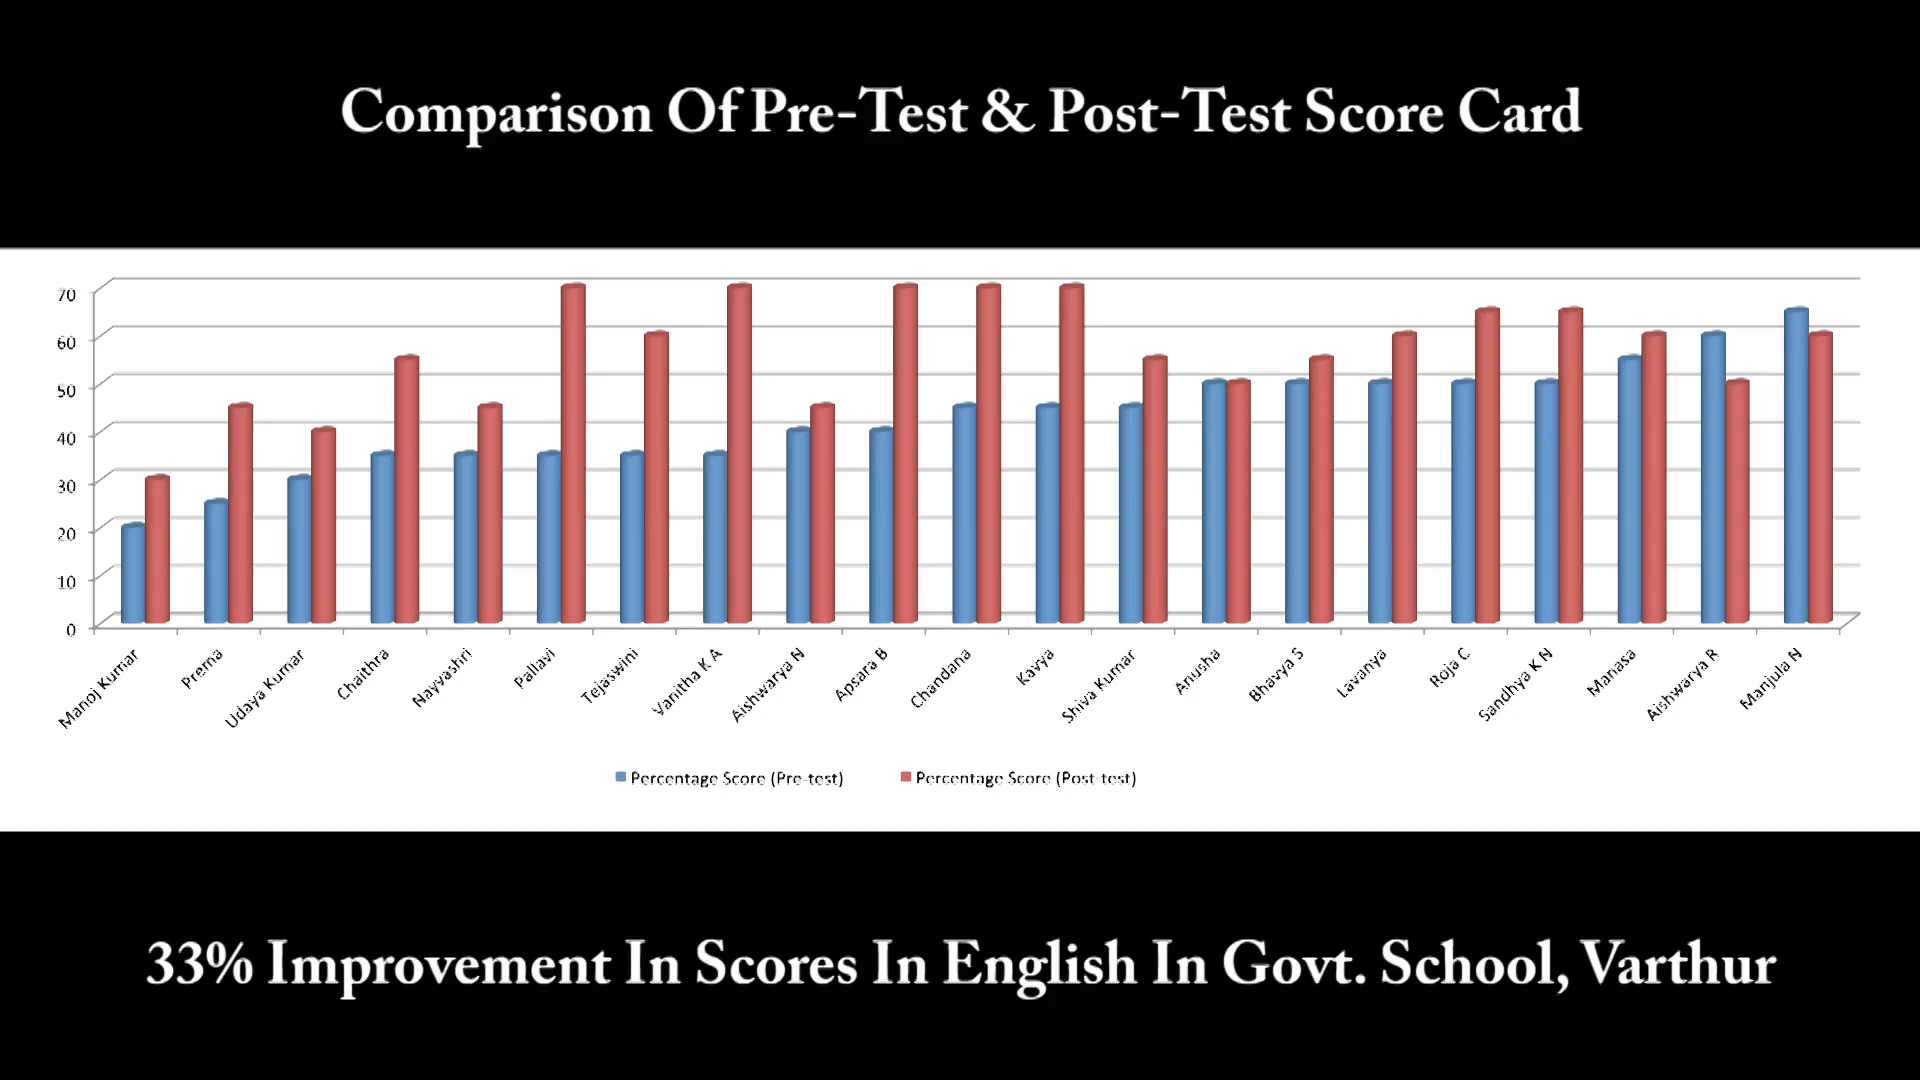 Comparison Of Pre-Test & Post-Test Score Card
70
60
50
40
30
20
10
0
Manoj Kumar
Prema
Udaya Kumar
Chaithra
Nayvashri
Pallavi
Tejaswini
Vanitha K A
Aishwarya N
Apsara B
Chandana
Kavya
Shiva Kumar
Anusha
Bhavya S
Lavanya
Roja C
Sandhya K N
Manasa
Aishwarya R
Manjula N
Percentage Score (Pre-test) Percentage Score (Post-test)
33% Improvement In Scores In English In Govt. School, Varthur